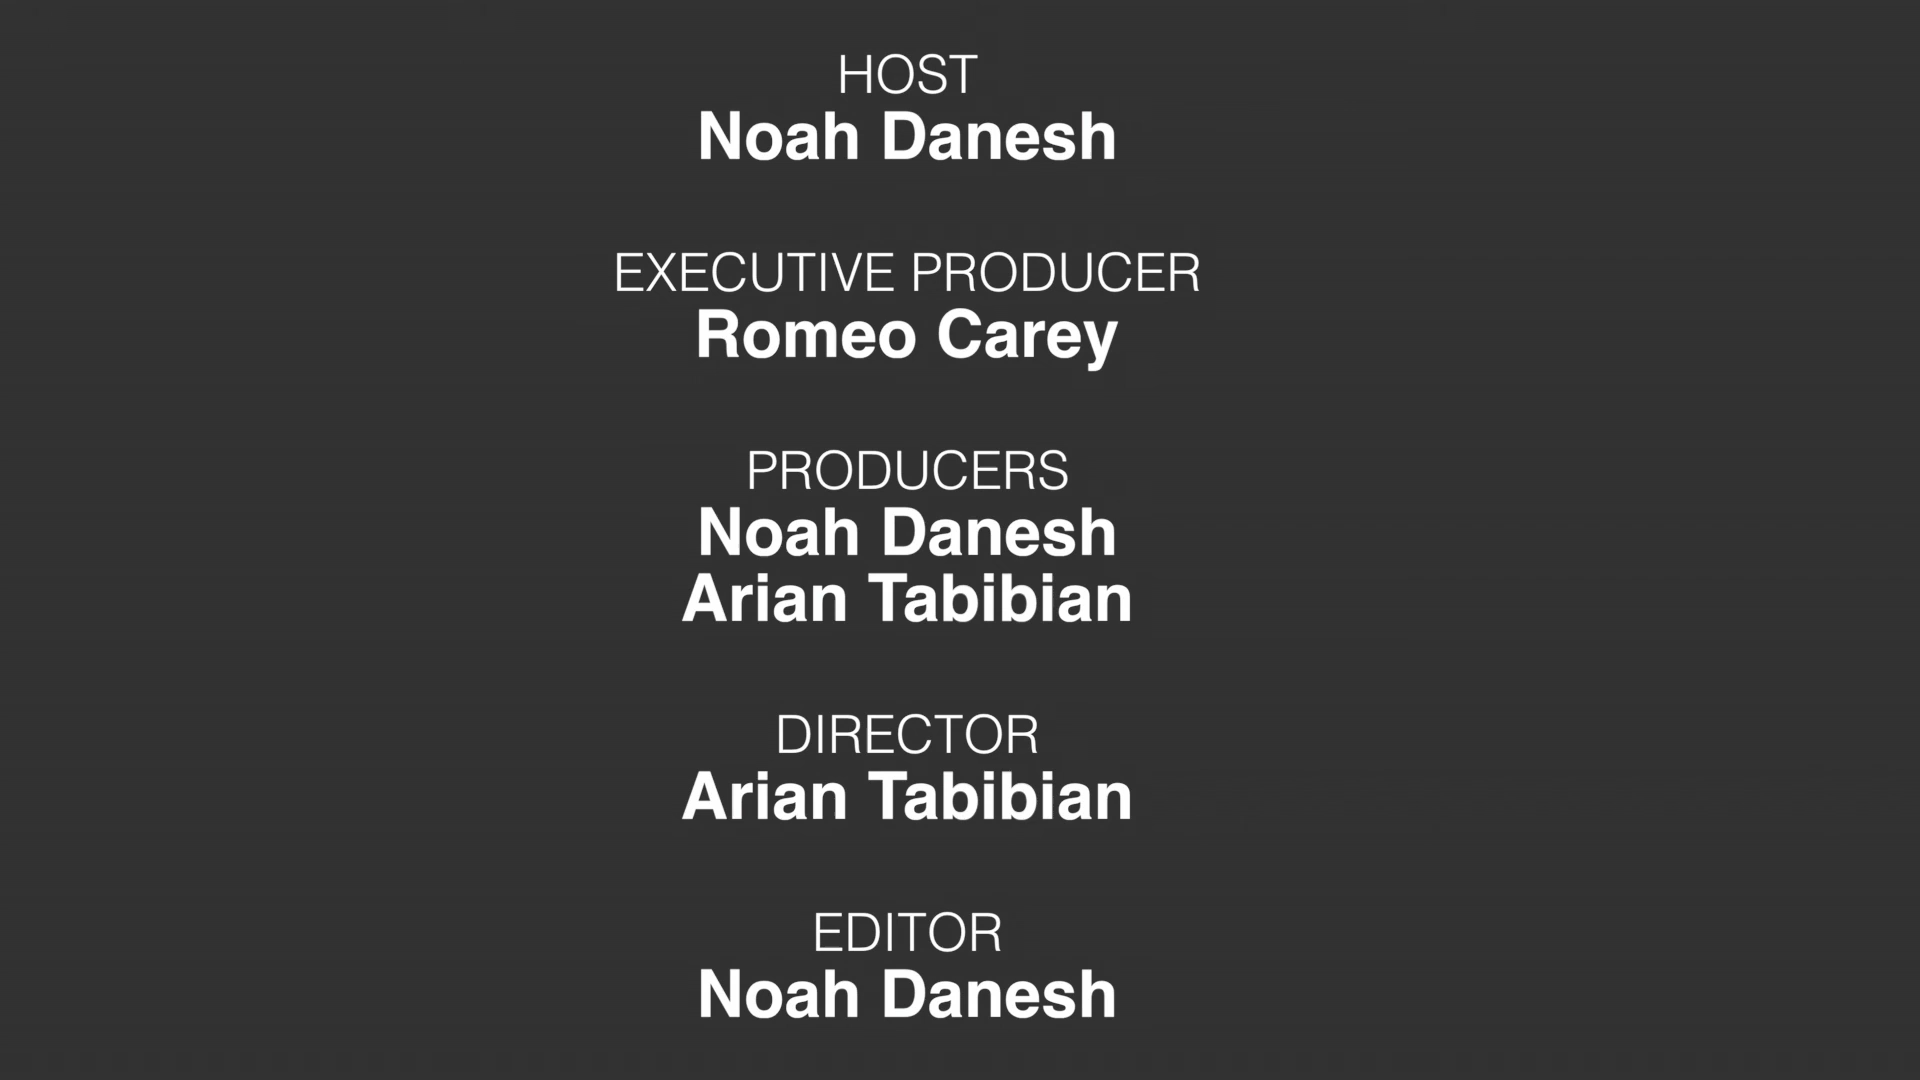 HOST
Noah Danesh
EXECUTIVE PRODUCER
Romeo Carey
PRODUCERS
Noah Danesh
Arian Tabibian
DIRECTOR
Arian Tabibian
EDITOR
Noah Danesh